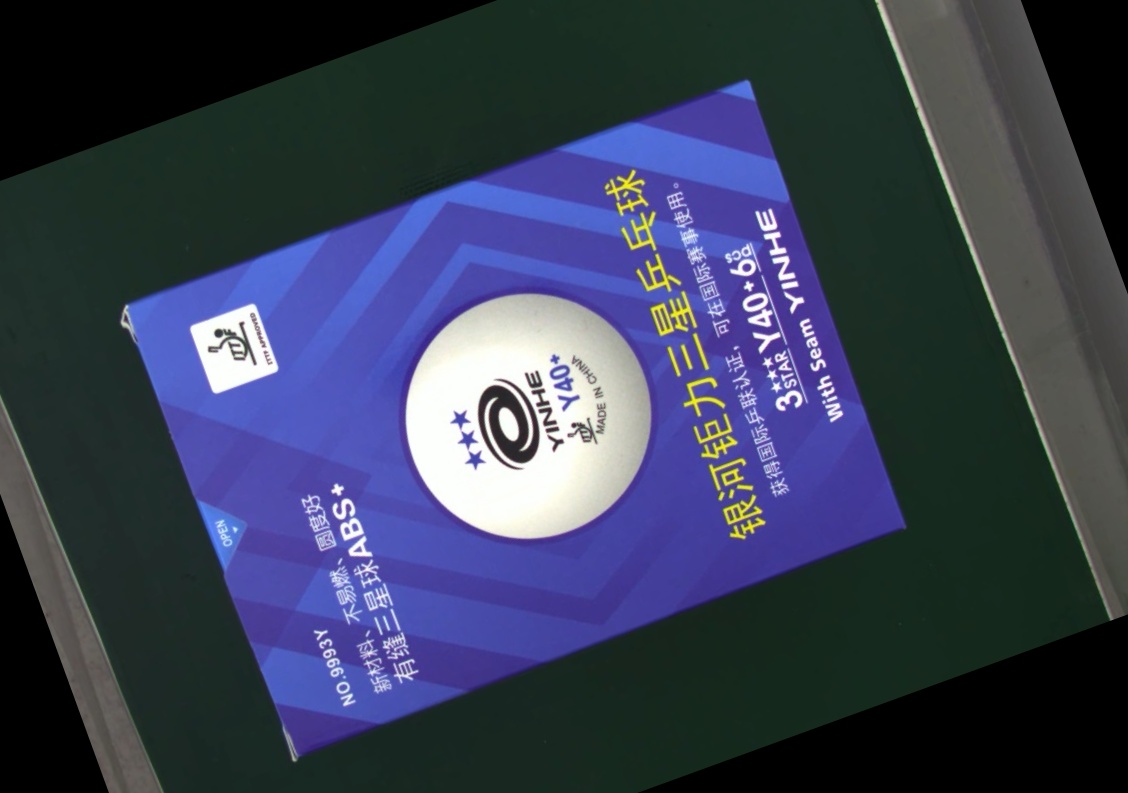 NO.9993Y
新材料、不易燃、圆度好
有缝三星球ABS+
OPEN
ITTF APPROVED
YINHE
Y40+
MADE IN CHINA
银河钜力三星乒乓球
获得国际乒联认证，可在国际赛事使用。
3★★★STAR Y40+ 6只 BALLS
With Seam YINHE